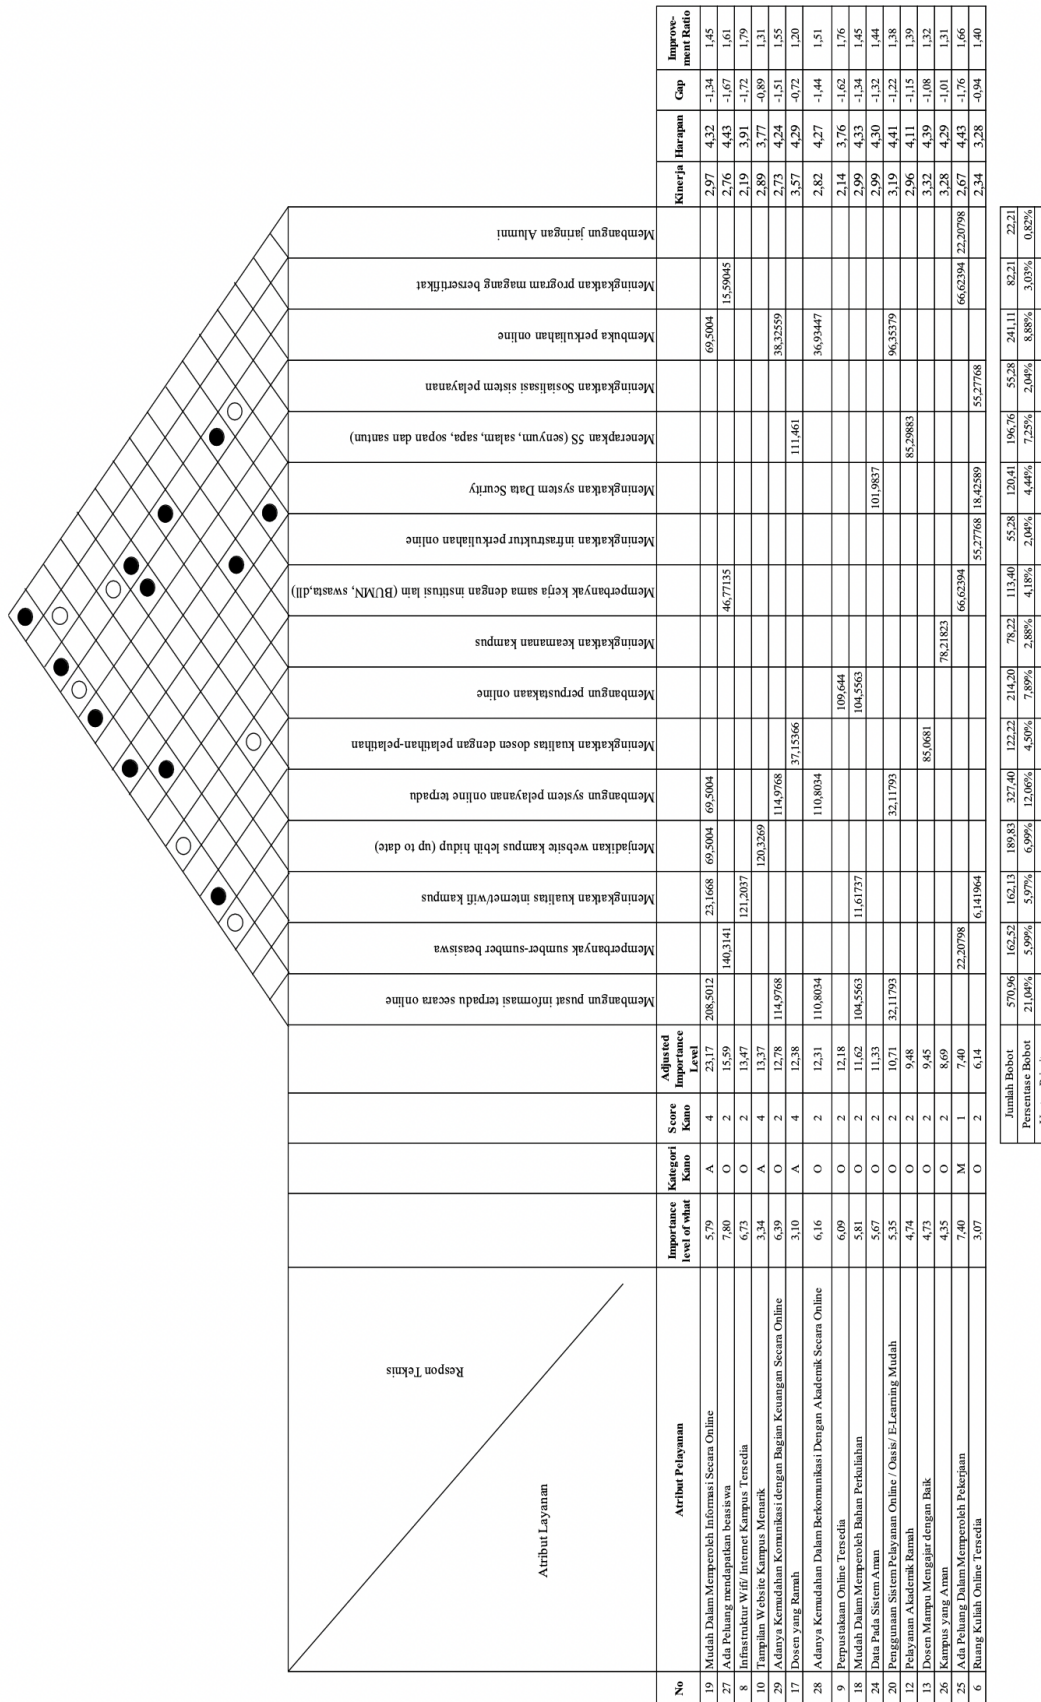 Respon Teknis
Atribut Layanan
Membangun pusat informasi terpadu secara online
Memperbanyak sumber-sumber beasiswa
Meningkatkan kualitas internet/wifi kampus
Menjadikan website kampus lebih hidup (up to date)
Membangun system pelayanan online terpadu
Meningkatkan kualitas dosen dengan pelatihan-pelatihan
Membangun perpustakaan online
Meningkatkan keamanan kampus
Memperbanyak kerja sama dengan institusi lain (BUMN, swasta,dll)
Meningkatkan infrastruktur perkuliahan online
Meningkatkan system Data Scurity
Menerapkan 5S (senyum, salam, sapa, sopan dan santun)
Meningkatkan Sosialisasi sistem pelayanan
Membuka perkuliahan online
Meningkatkan program magang bersertifikat
Membangun jaringan Alumni
No Atribut Pelayanan Importance level of what Kategori Kano Score Kano Adjusted Importance Level Kinerja Harapan Gap Improve-ment Ratio
19 Mudah Dalam Memperoleh Informasi Secara Online 5,79 A 4 23,17 208,5012 23,1668 69,5004 69,5004 69,5004 2,97 4,32 -1,34 1,45
27 Ada Peluang mendapatkan beasiswa 7,80 O 2 15,59 140,3141 46,77135 15,59045 2,76 4,43 -1,67 1,61
8 Infrastruktur Wifi/ Internet Kampus Tersedia 6,73 O 2 13,47 121,2037 2,19 3,91 -1,72 1,79
10 Tampilan Website Kampus Menarik 3,34 A 4 13,37 120,3269 2,89 3,77 -0,89 1,31
29 Adanya Kemudahan Komunikasi dengan Bagian Keuangan Secara Online 6,39 O 2 12,78 114,9768 114,9768 38,32559 2,73 4,24 -1,51 1,55
17 Dosen yang Ramah 3,10 A 4 12,38 37,15366 111,461 3,57 4,29 -0,72 1,20
28 Adanya Kemudahan Dalam Berkomunikasi Dengan Akademik Secara Online 6,16 O 2 12,31 110,8034 110,8034 36,93447 2,82 4,27 -1,44 1,51
9 Perpustakaan Online Tersedia 6,09 O 2 12,18 109,644 2,14 3,76 -1,62 1,76
18 Mudah Dalam Memperoleh Bahan Perkuliahan 5,81 O 2 11,62 104,5563 11,61737 104,5563 2,99 4,33 -1,34 1,45
24 Data Pada Sistem Aman 5,67 O 2 11,33 101,9837 2,99 4,30 -1,32 1,44
20 Penggunaan Sistem Pelayanan Online / Oasis/ E-Learning Mudah 5,35 O 2 10,71 32,11793 32,11793 96,35379 3,19 4,41 -1,22 1,38
12 Pelayanan Akademik Ramah 4,74 O 2 9,48 85,29883 2,96 4,11 -1,15 1,39
13 Dosen Mampu Mengajar dengan Baik 4,73 O 2 9,45 85,0681 3,32 4,39 -1,08 1,32
26 Kampus yang Aman 4,35 O 2 8,69 78,21823 3,28 4,29 -1,01 1,31
25 Ada Peluang Dalam Memperoleh Pekerjaan 7,40 M 1 7,40 22,20798 66,62394 66,62394 22,20798 2,67 4,43 -1,76 1,66
6 Ruang Kuliah Online Tersedia 3,07 O 2 6,14 6,141964 55,27768 18,42589 55,27768 2,34 3,28 -0,94 1,40
Jumlah Bobot 570,96 162,52 162,13 189,83 327,40 122,22 214,20 78,22 113,40 55,28 120,41 196,76 55,28 241,11 82,21 22,21
Persentase Bobot 21,04% 5,99% 5,97% 6,99% 12,06% 4,50% 7,89% 2,88% 4,18% 2,04% 4,44% 7,25% 2,04% 8,88% 3,03% 0,82%